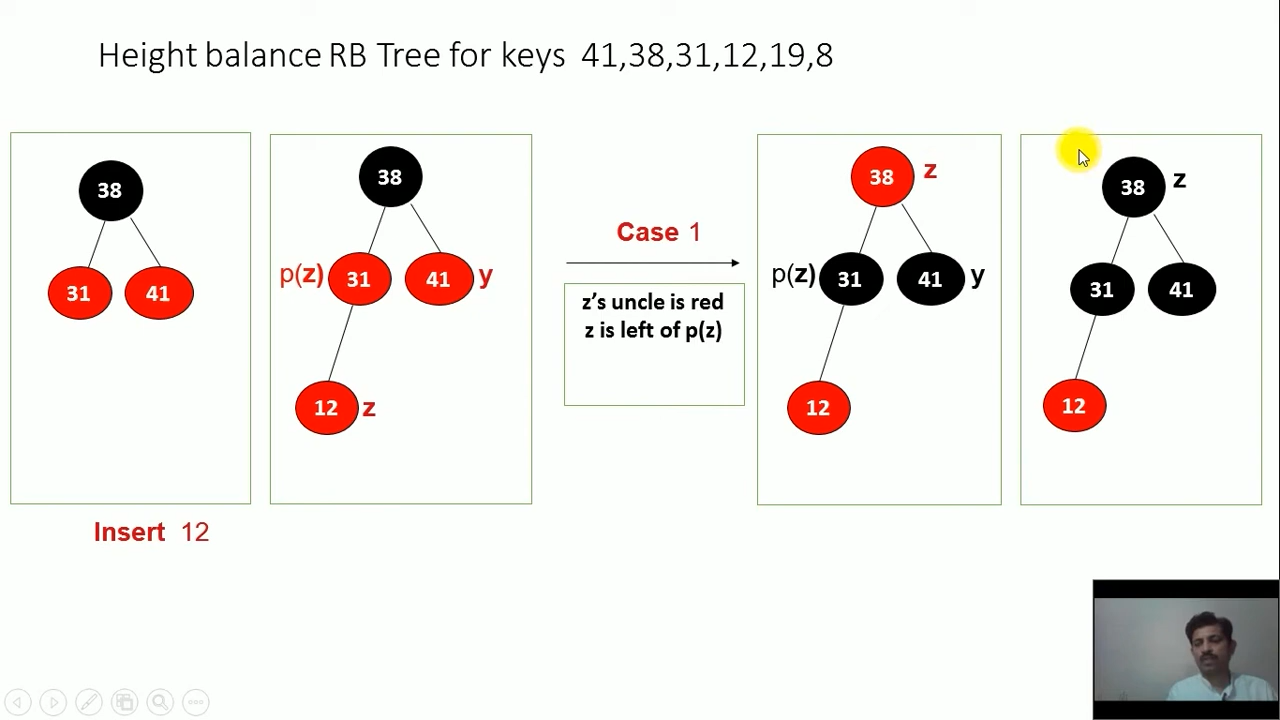 Height balance RB Tree for keys 41,38,31,12,19,8
38
31 41
Insert 12
38
p(z) 31 41 y
12 z
Case 1
z's uncle is red
z is left of p(z)
38 z
p(z) 31 41 y
12
38 z
31 41
12